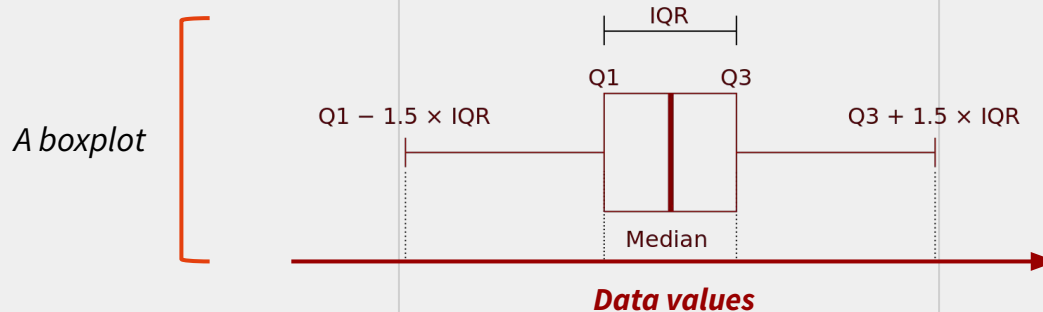 IQR
Q1
Q3
Q1 − 1.5 × IQR
Q3 + 1.5 × IQR
A boxplot
Median
Data values